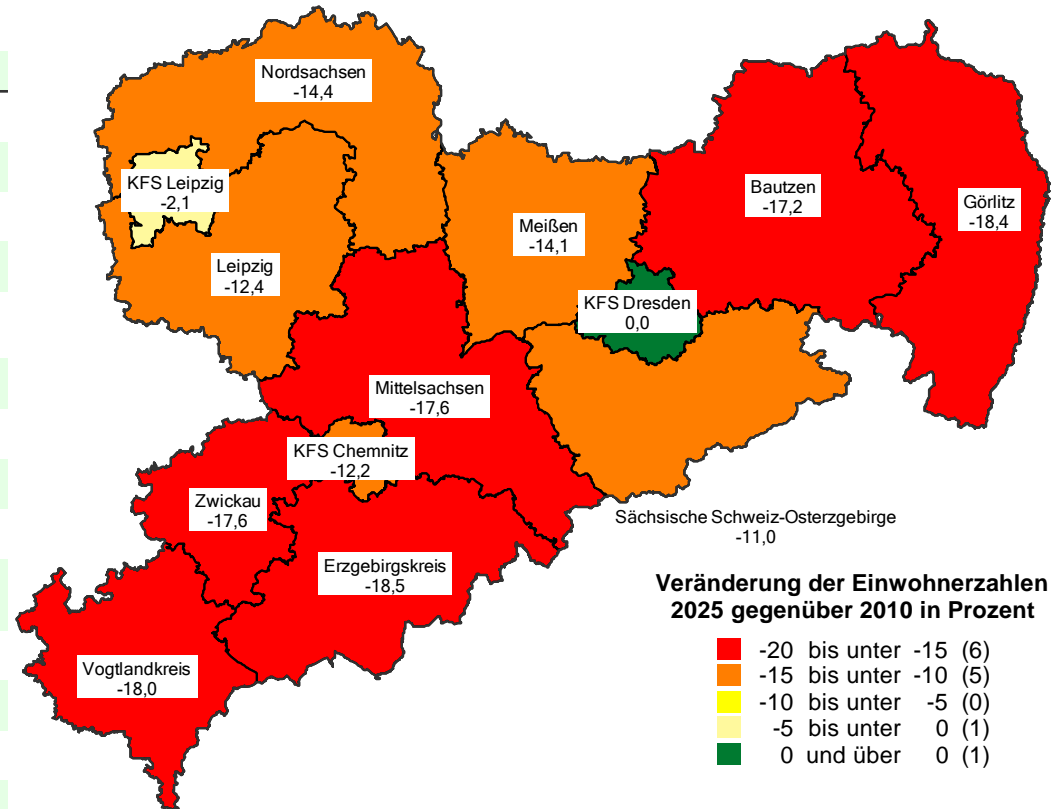 Nordsachsen
-14,4
KFS Leipzig
-2,1
Bautzen
-17,2
Görlitz
-18,4
Meißen
-14,1
Leipzig
-12,4
KFS Dresden
0,0
Mittelsachsen
-17,6
KFS Chemnitz
-12,2
Zwickau
-17,6
Sächsische Schweiz-Osterzgebirge
-11,0
Erzgebirgskreis
-18,5
Vogtlandkreis
-18,0
Veränderung der Einwohnerzahlen
2025 gegenüber 2010 in Prozent
-20 bis unter -15 (6)
-15 bis unter -10 (5)
-10 bis unter -5 (0)
-5 bis unter 0 (1)
0 und über 0 (1)